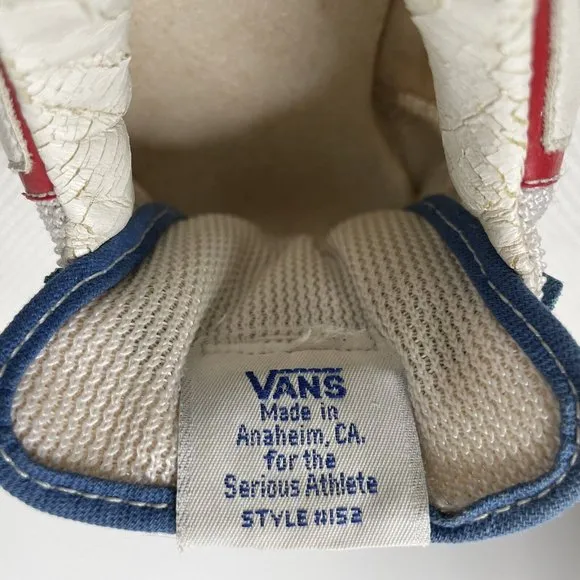 VANS
Made in
Anaheim, CA.
for the
Serious Athlete
STYLE #152